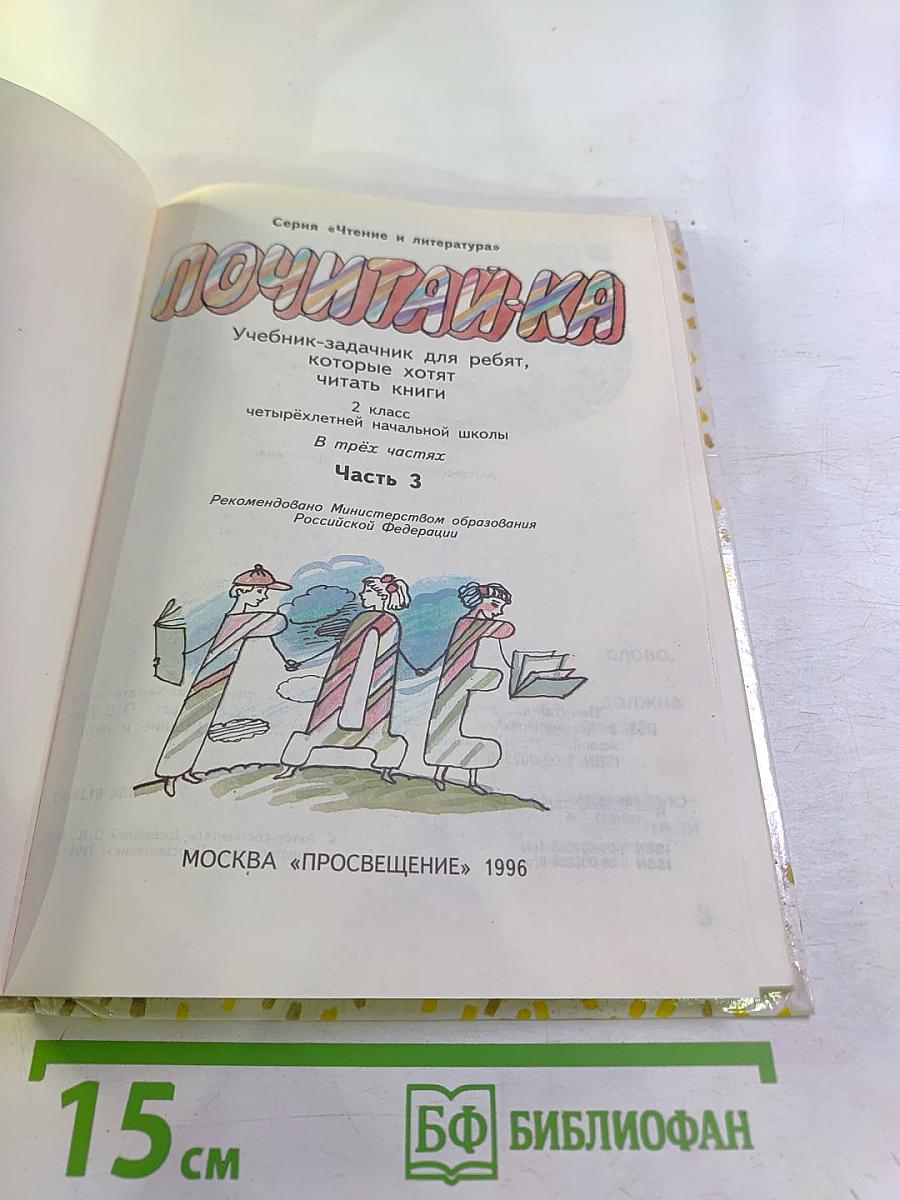 Серия «Чтение и литература»
ПОЧИТАЙ-КА
Учебник-задачник для ребят,
которые хотят
читать книги
2 класс
четырёхлетней начальной школы
В трёх частях
Часть 3
Рекомендовано Министерством образования
Российской Федерации
ГДЕ
МОСКВА «ПРОСВЕЩЕНИЕ» 1996
15 см
БФ БИБЛИОФАН